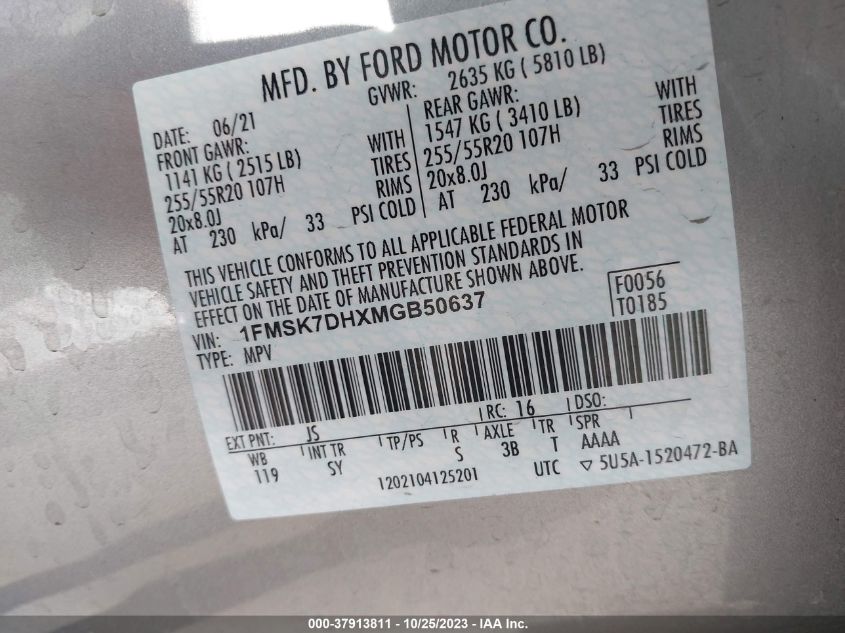 MFD. BY FORD MOTOR CO.
DATE: 06/21 GVWR: 2635 KG ( 5810 LB)
FRONT GAWR: REAR GAWR:
1141 KG ( 2515 LB) WITH 1547 KG ( 3410 LB) WITH
255/55R20 107H TIRES 255/55R20 107H TIRES
20x8.0J RIMS 20x8.0J RIMS
AT 230 kPa/ 33 PSI COLD AT 230 kPa/ 33 PSI COLD
THIS VEHICLE CONFORMS TO ALL APPLICABLE FEDERAL MOTOR
VEHICLE SAFETY AND THEFT PREVENTION STANDARDS IN
EFFECT ON THE DATE OF MANUFACTURE SHOWN ABOVE.
VIN: 1FMSK7DHXMGB50637 F0056
TYPE: MPV T0185
EXT PNT: JS RC: 16 DSO:
WB INT TR TP/PS R AXLE TR SPR
119 SY S 3B T AAAA
1202104125201 UTC ▽ 5U5A-1520472-BA
000-37913811 - 10/25/2023 - IAA Inc.